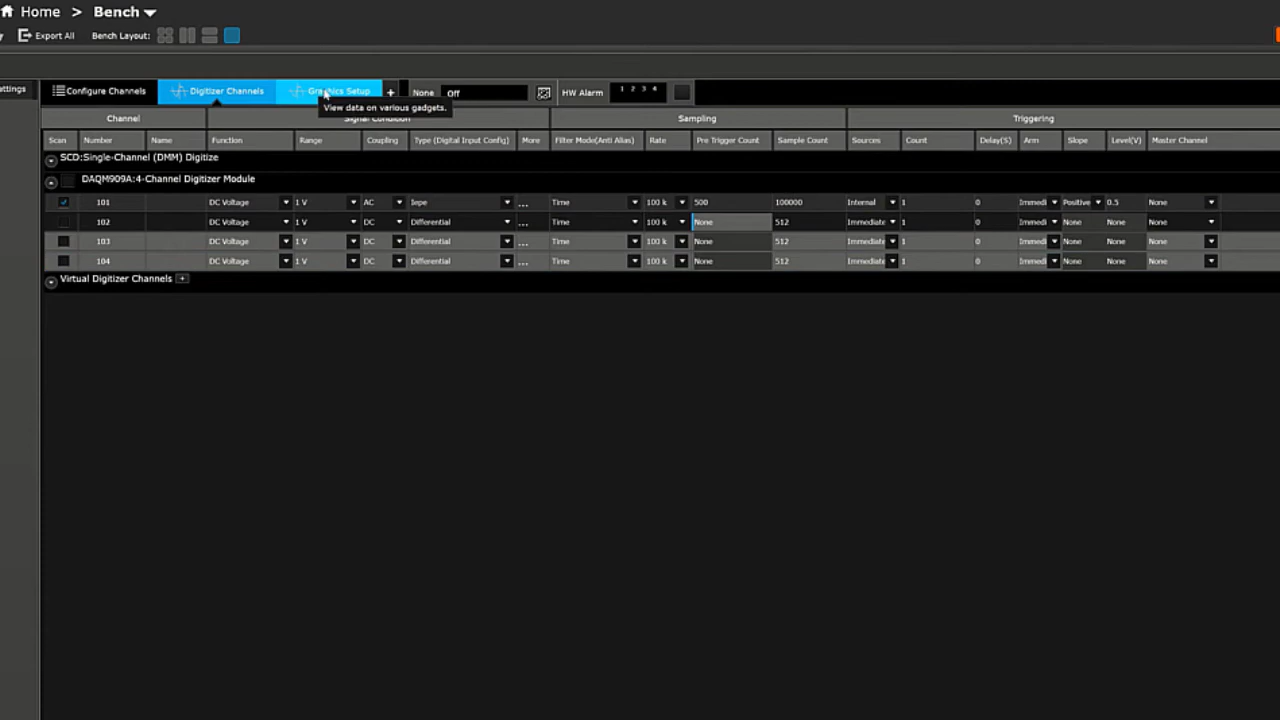 Home > Bench
Export All Bench Layout:
ettings Configure Channels Digitizer Channels Graphics Setup + None Off HW Alarm 1 2 3 4
View data on various gadgets.
Channel Signal Condition Sampling Triggering
Scan Number Name Function Range Coupling Type (Digital Input Config) More Filter Mode(Anti Alias) Rate Pre Trigger Count Sample Count Sources Count Delay(S) Arm Slope Level(V) Master Channel
SCD:Single-Channel (DMM) Digitize
DAQM909A:4-Channel Digitizer Module
101 DC Voltage 1 V AC Iepe ... Time 100 k 500 100000 Internal 1 0 Immedi Positive 0.5 None
102 DC Voltage 1 V DC Differential ... Time 100 k None 512 Immediate 1 0 Immedi None None None
103 DC Voltage 1 V DC Differential ... Time 100 k None 512 Immediate 1 0 Immedi None None None
104 DC Voltage 1 V DC Differential ... Time 100 k None 512 Immediate 1 0 Immedi None None None
Virtual Digitizer Channels +